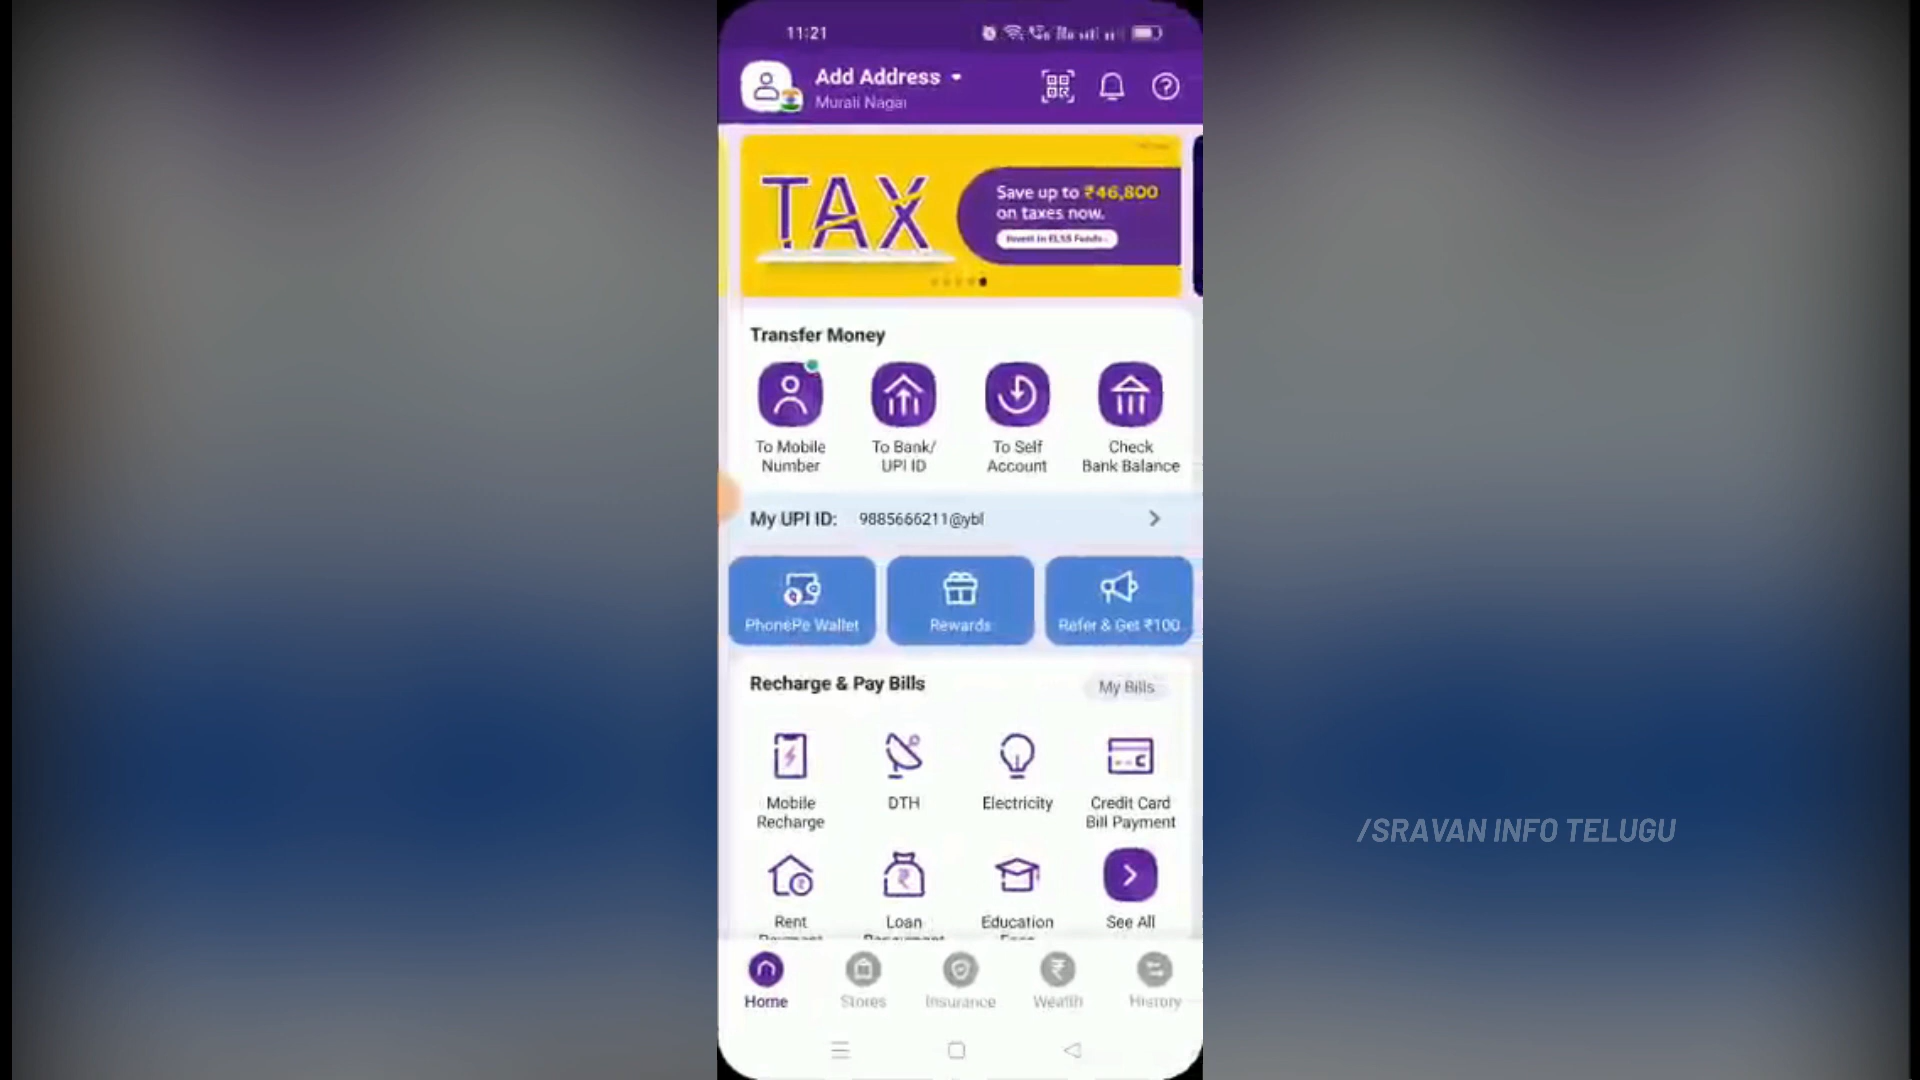 11:21
Add Address
Murali Nagar
TAX
Save up to ₹46,800
on taxes now.
Invest in ELSS Funds
Transfer Money
To Mobile
Number
To Bank/
UPI ID
To Self
Account
Check
Bank Balance
My UPI ID: 9885666211@ybl
PhonePe Wallet
Rewards
Refer & Get ₹100
Recharge & Pay Bills
My Bills
Mobile
Recharge
DTH
Electricity
Credit Card
Bill Payment
/SRAVAN INFO TELUGU
Rent
Loan
Education
See All
Home
Stores
Insurance
Wealth
History